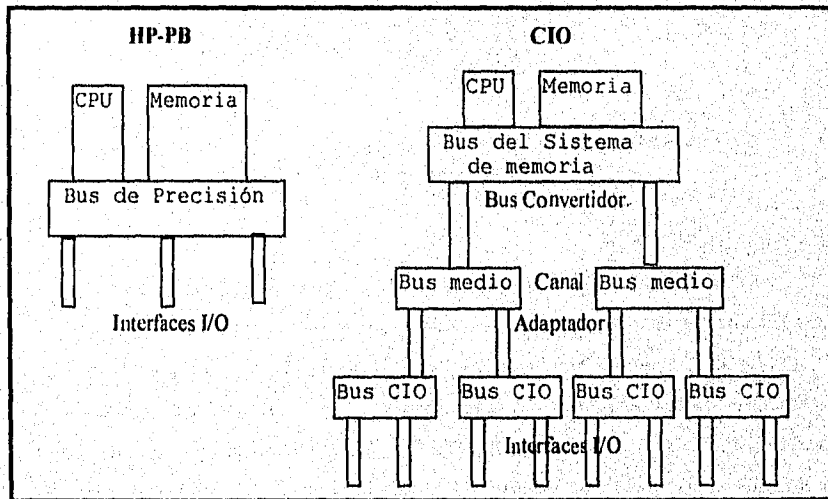 HP-PB
CPU
Memoria
Bus de Precisión
Interfaces I/O
CIO
CPU
Memoria
Bus del Sistema
de memoria
Bus Convertidor.
Bus medio
Canal
Bus medio
Adaptador
Bus CIO
Bus CIO
Bus CIO
Bus CIO
Interfaces I/O